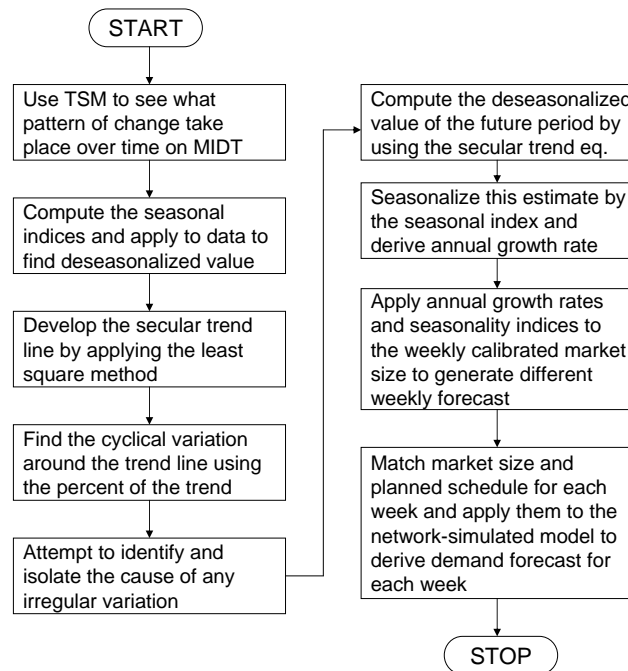 START
Use TSM to see what
pattern of change take
place over time on MIDT
Compute the seasonal
indices and apply to data to
find deseasonalized value
Develop the secular trend
line by applying the least
square method
Find the cyclical variation
around the trend line using
the percent of the trend
Attempt to identify and
isolate the cause of any
irregular variation
Compute the deseasonalized
value of the future period by
using the secular trend eq.
Seasonalize this estimate by
the seasonal index and
derive annual growth rate
Apply annual growth rates
and seasonality indices to
the weekly calibrated market
size to generate different
weekly forecast
Match market size and
planned schedule for each
week and apply them to the
network-simulated model to
derive demand forecast for
each week
STOP